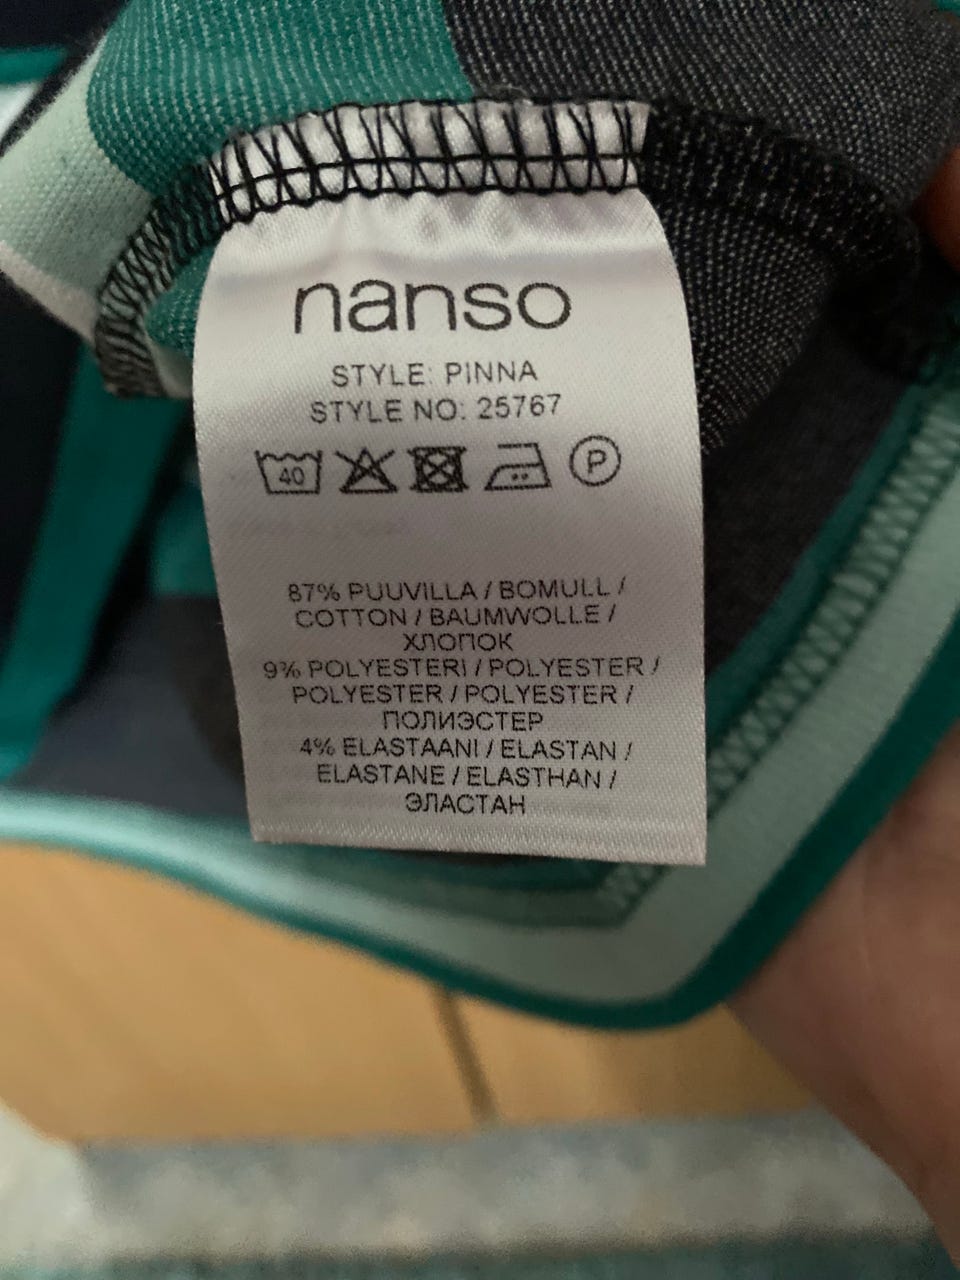 nanso
STYLE: PINNA
STYLE NO: 25767
40 P
87% PUUVILLA / BOMULL /
COTTON / BAUMWOLLE /
ХЛОПОК
9% POLYESTERI / POLYESTER /
POLYESTER / POLYESTER /
ПОЛИЭСТЕР
4% ELASTAANI / ELASTAN /
ELASTANE / ELASTHAN /
ЭЛАСТАН